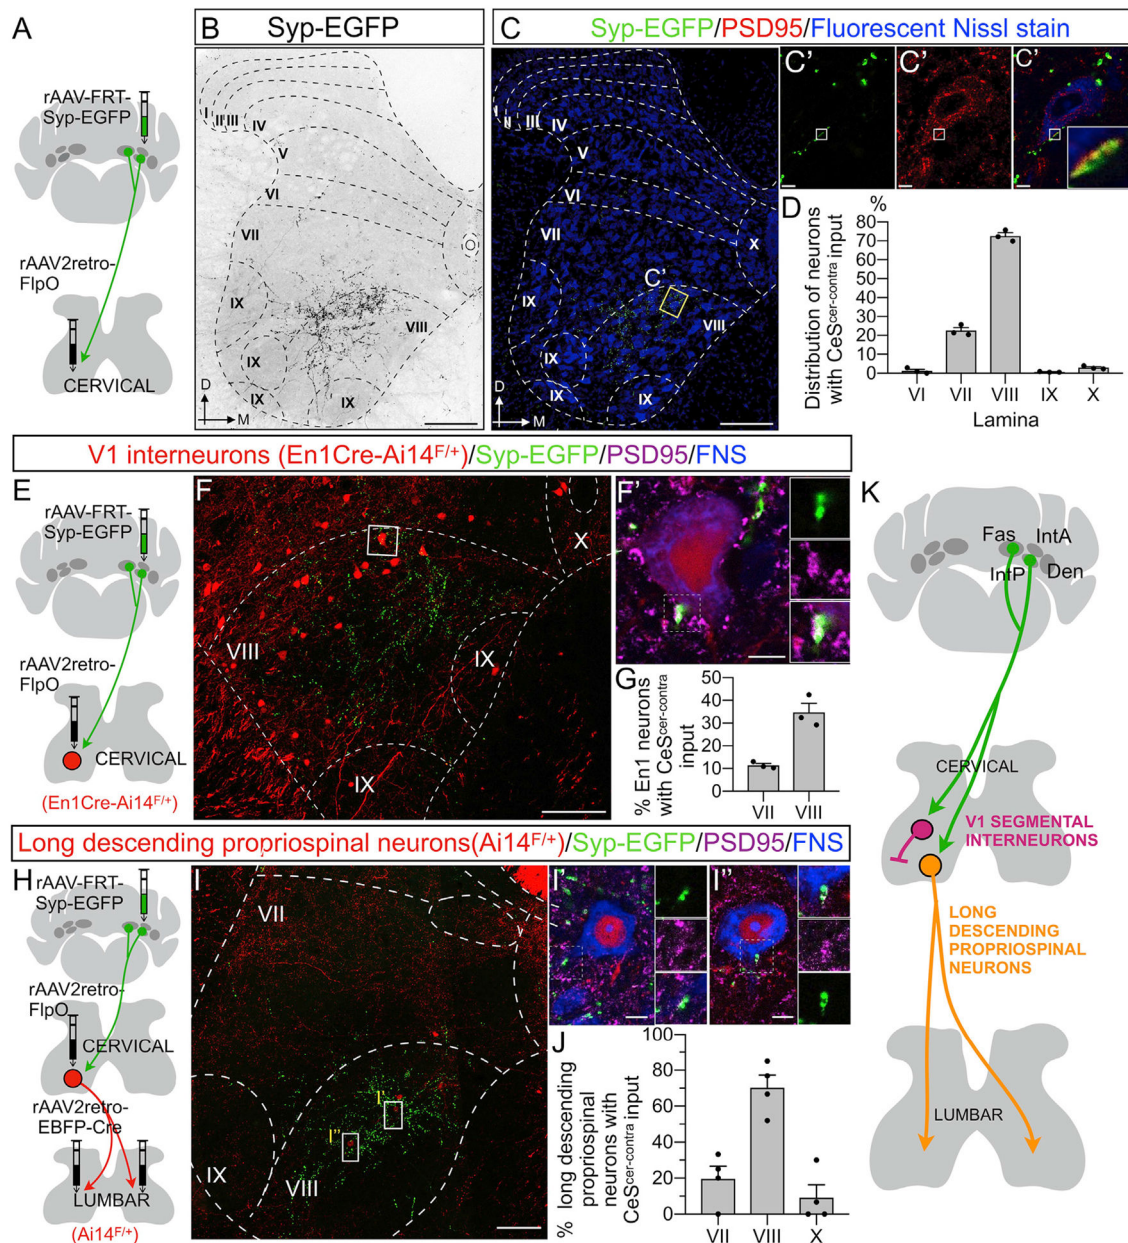 A
rAAV-FRT-
Syp-EGFP
rAAV2retro-
FlpO
CERVICAL
B
Syp-EGFP
I
II
III
IV
V
VI
VII
IX
VIII
IX
IX
IX
D
M
C
Syp-EGFP/PSD95/Fluorescent Nissl stain
I
II
III
IV
V
VI
VII
X
C'
IX
VIII
IX
IX
IX
D
M
C'
C'
C'
D
%
Distribution of neurons
with CeScer-contra input
80
70
60
50
40
30
20
10
0
VI
VII
VIII
IX
X
Lamina
V1 interneurons (En1Cre-Ai14F/+)/Syp-EGFP/PSD95/FNS
E
rAAV-FRT-
Syp-EGFP
rAAV2retro-
FlpO
CERVICAL
(En1Cre-Ai14F/+)
F
X
VIII
IX
IX
F'
G
% En1 neurons
with CeScer-contra
input
50
40
30
20
10
0
VII
VIII
Long descending propriospinal neurons(Ai14F/+)/Syp-EGFP/PSD95/FNS
H
rAAV-FRT-
Syp-EGFP
rAAV2retro-
FlpO
CERVICAL
rAAV2retro-
EBFP-Cre
LUMBAR
(Ai14F/+)
I
VII
I'
I''
IX
VIII
I'
I''
J
% long descending
propriospinal
neurons with
CeScer-contra input
100
80
60
40
20
0
VII
VIII
X
K
Fas
IntA
IntP
Den
CERVICAL
V1 SEGMENTAL
INTERNEURONS
LONG
DESCENDING
PROPRIOSPINAL
NEURONS
LUMBAR